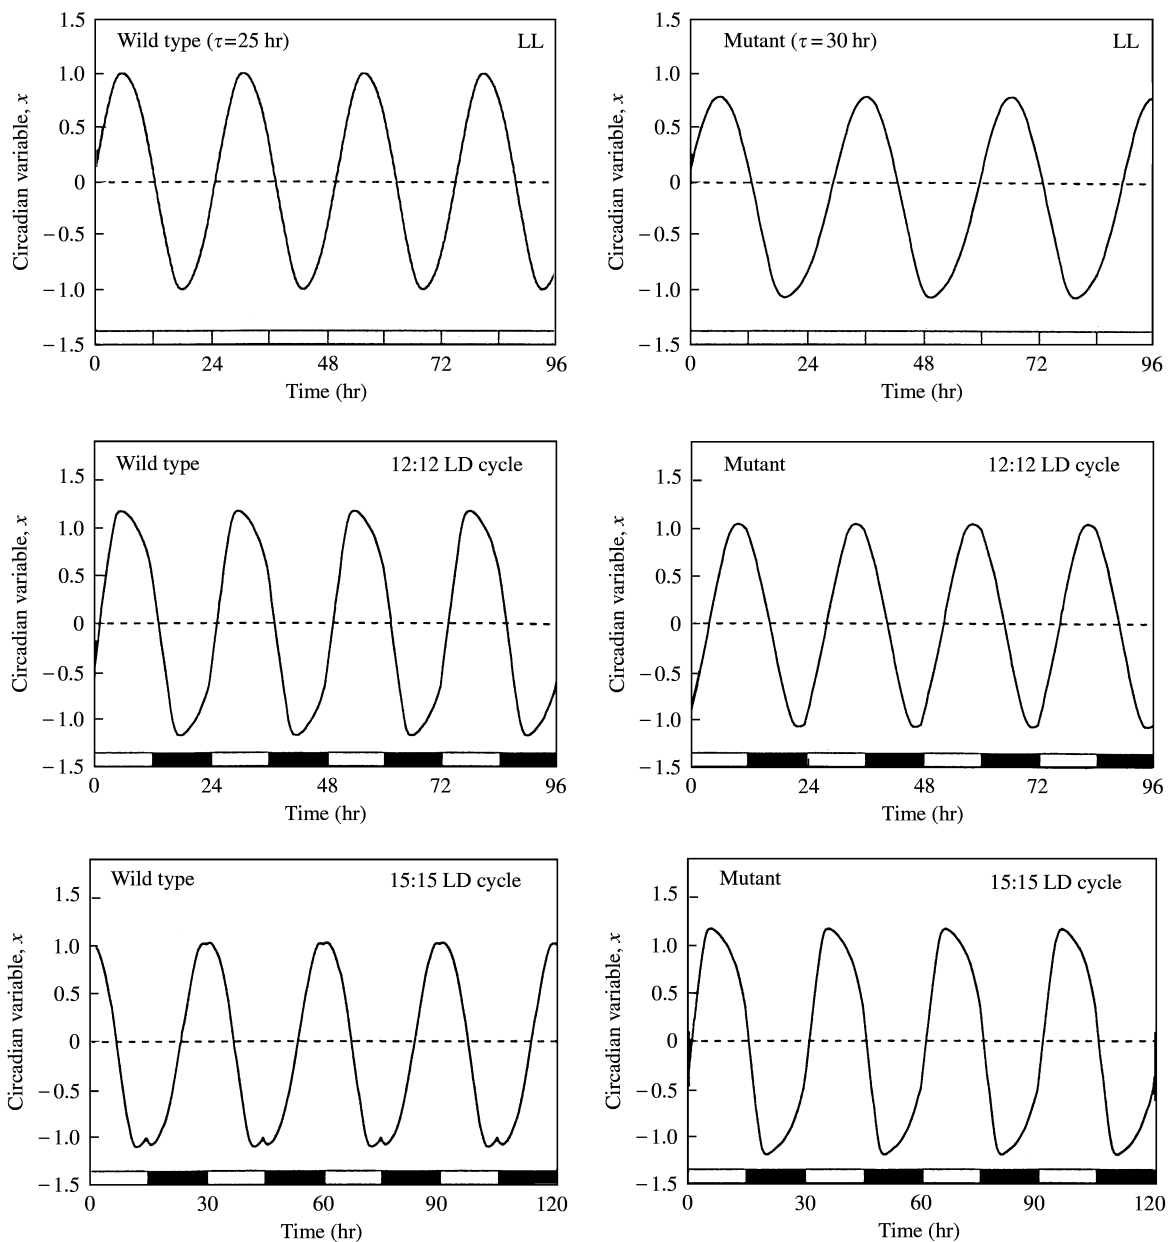 Wild type (τ=25 hr) LL
1.5
1.0
0.5
0
−0.5
−1.0
−1.5
Circadian variable, x
0 24 48 72 96
Time (hr)
Mutant (τ=30 hr) LL
1.5
1.0
0.5
0
−0.5
−1.0
−1.5
Circadian variable, x
0 24 48 72 96
Time (hr)
Wild type 12:12 LD cycle
1.5
1.0
0.5
0
−0.5
−1.0
−1.5
Circadian variable, x
0 24 48 72 96
Time (hr)
Mutant 12:12 LD cycle
1.5
1.0
0.5
0
−0.5
−1.0
−1.5
Circadian variable, x
0 24 48 72 96
Time (hr)
Wild type 15:15 LD cycle
1.5
1.0
0.5
0
−0.5
−1.0
−1.5
Circadian variable, x
0 30 60 90 120
Time (hr)
Mutant 15:15 LD cycle
1.5
1.0
0.5
0
−0.5
−1.0
−1.5
Circadian variable, x
0 30 60 90 120
Time (hr)